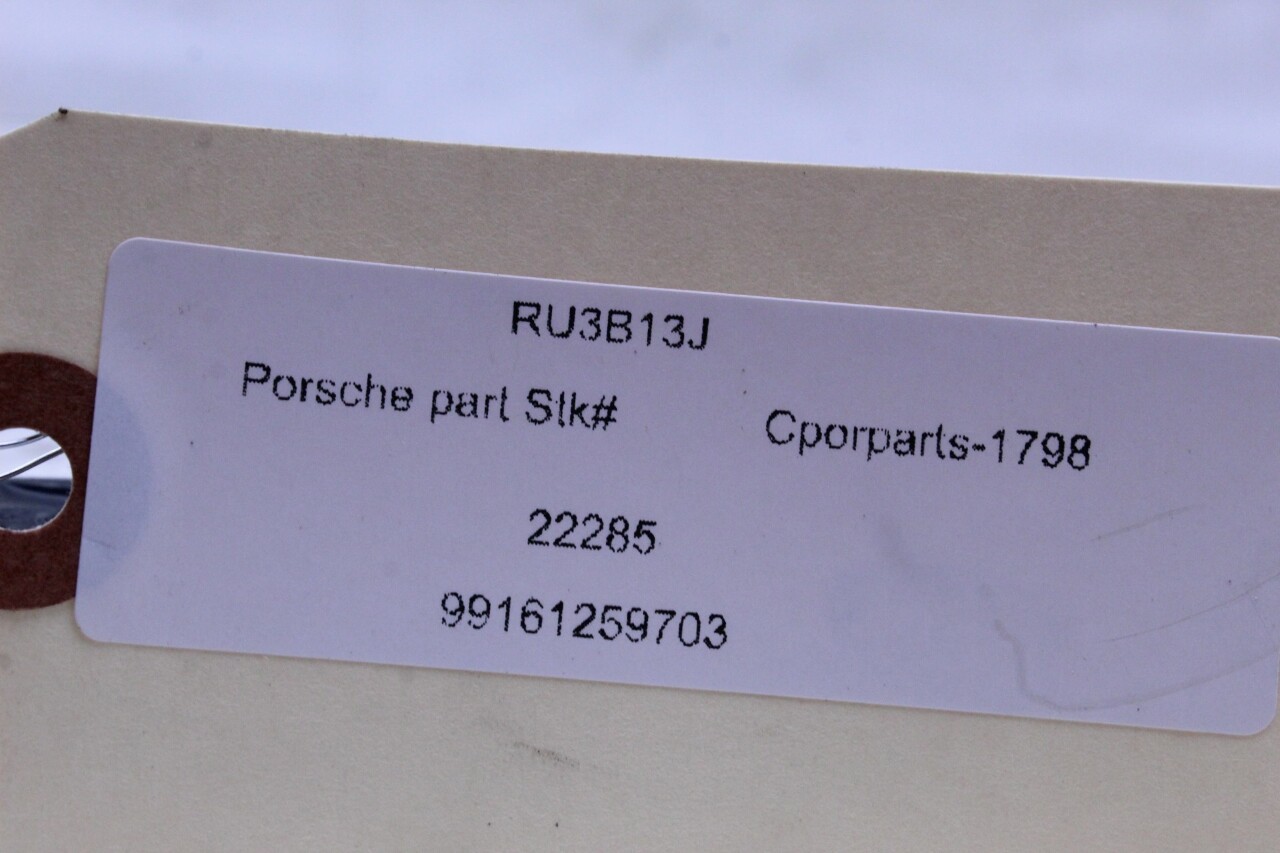 RU3B13J
Porsche part Stk# Cporparts-1798
22285
99161259703